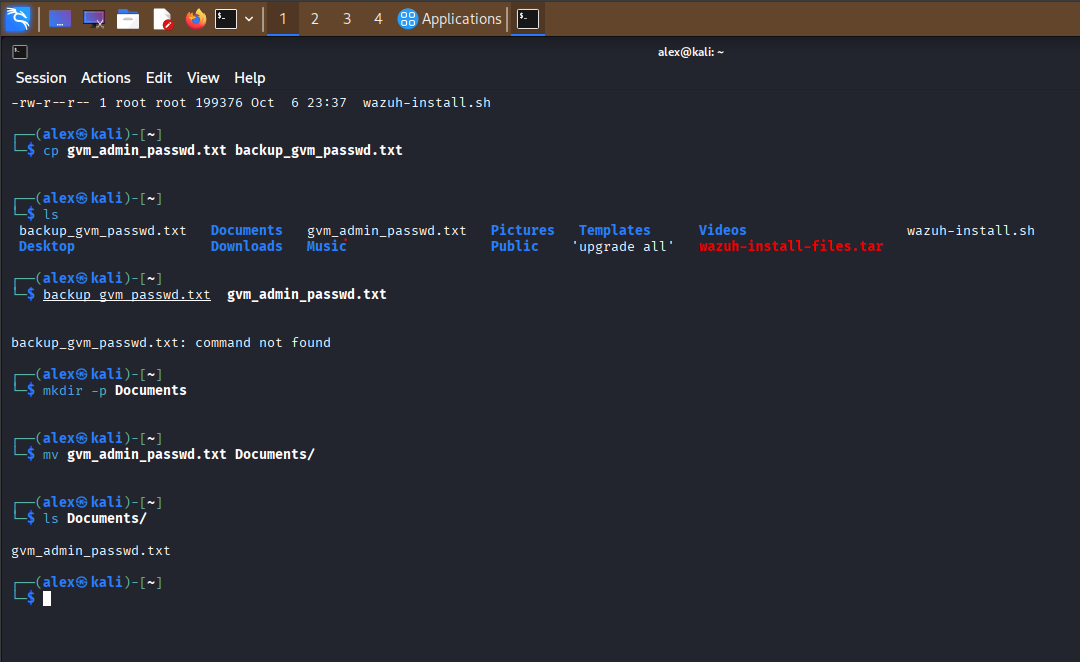 1 2 3 4 Applications
alex@kali: ~
Session Actions Edit View Help
-rw-r--r-- 1 root root 199376 Oct  6 23:37  wazuh-install.sh
┌──(alex㉿kali)-[~]
└─$ cp gvm_admin_passwd.txt backup_gvm_passwd.txt
┌──(alex㉿kali)-[~]
└─$ ls
backup_gvm_passwd.txt   Documents   gvm_admin_passwd.txt   Pictures   Templates      Videos                   wazuh-install.sh
Desktop                 Downloads   Music                  Public    'upgrade all'   wazuh-install-files.tar
┌──(alex㉿kali)-[~]
└─$ backup_gvm_passwd.txt  gvm_admin_passwd.txt
backup_gvm_passwd.txt: command not found
┌──(alex㉿kali)-[~]
└─$ mkdir -p Documents
┌──(alex㉿kali)-[~]
└─$ mv gvm_admin_passwd.txt Documents/
┌──(alex㉿kali)-[~]
└─$ ls Documents/
gvm_admin_passwd.txt
┌──(alex㉿kali)-[~]
└─$